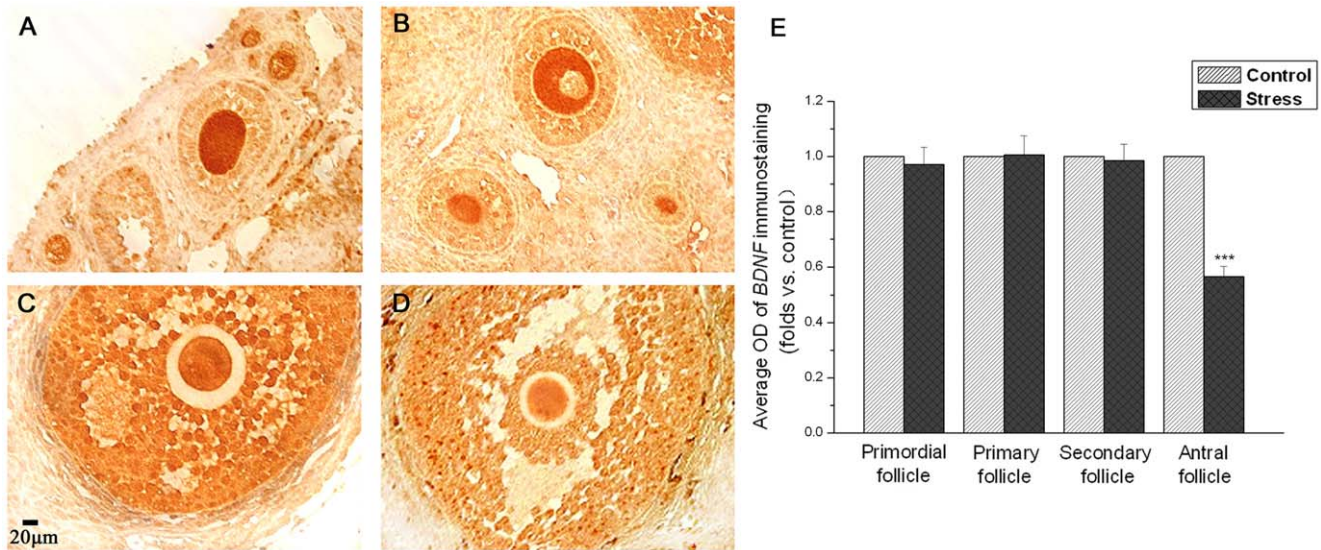 A
B
C
D
20µm
E
Control
Stress
Average OD of BDNF immunostaining
(folds Vs. control)
1.2
1.0
0.8
0.6
0.4
0.2
0.0
***
Primordial
follicle
Primary
follicle
Secondary
follicle
Antral
follicle